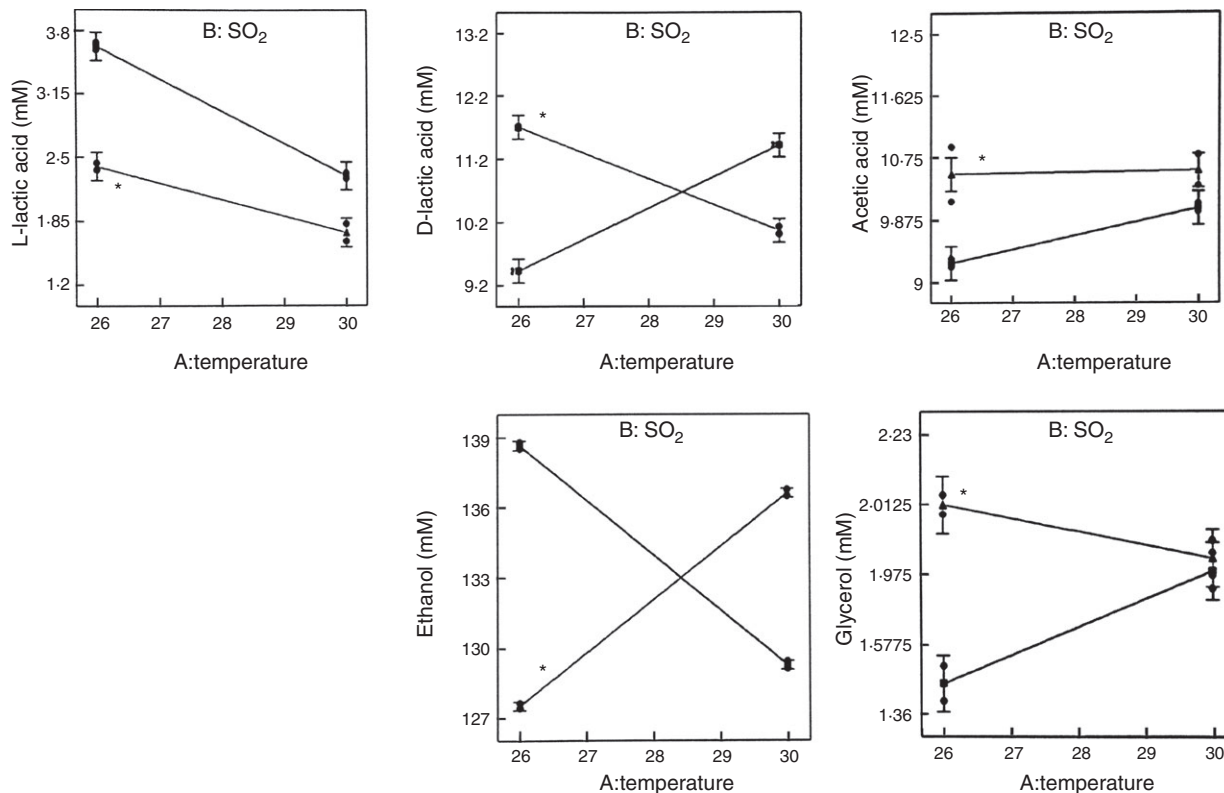 B: SO₂
L-lactic acid (mM)
3·8
3·15
2·5
1·85
1·2
*
26 27 28 29 30
A:temperature
B: SO₂
D-lactic acid (mM)
13·2
12·2
11·2
10·2
9·2
*
26 27 28 29 30
A:temperature
B: SO₂
Acetic acid (mM)
12·5
11·625
10·75
9·875
9
*
26 27 28 29 30
A:temperature
B: SO₂
Ethanol (mM)
139
136
133
130
127
*
26 27 28 29 30
A:temperature
B: SO₂
Glycerol (mM)
2·23
2·0125
1·975
1·5775
1·36
*
26 27 28 29 30
A:temperature